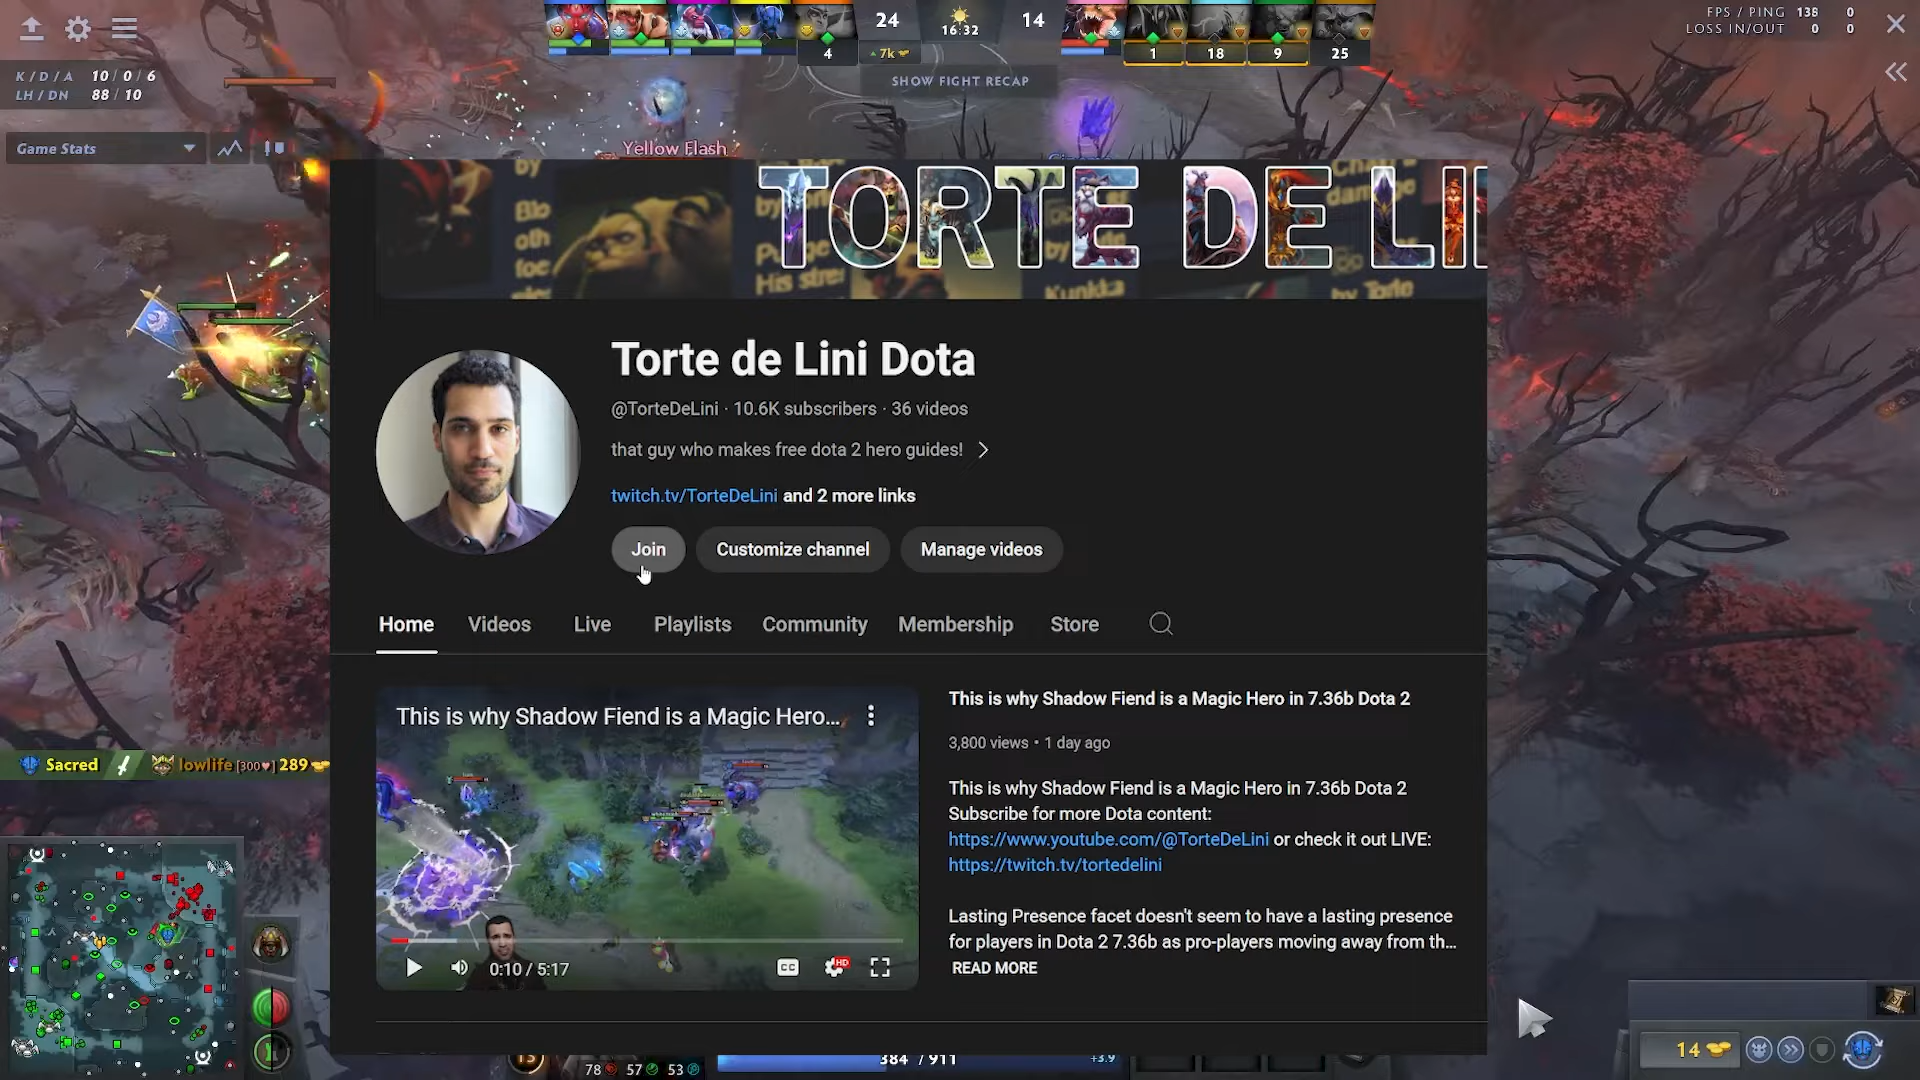 K / D / A 10 / 0 / 6
LH / DN 88 / 10
24
16:32
14
FPS / PING 138 0
LOSS IN/OUT 0 0
4
7k
1
18
9
25
SHOW FIGHT RECAP
Game Stats
Yellow Flash
TORTE DE LI
Torte de Lini Dota
@TorteDeLini · 10.6K subscribers · 36 videos
that guy who makes free dota 2 hero guides!
twitch.tv/TorteDeLini and 2 more links
Join
Customize channel
Manage videos
Home
Videos
Live
Playlists
Community
Membership
Store
This is why Shadow Fiend is a Magic Hero...
0:10 / 5:17
CC
HD
This is why Shadow Fiend is a Magic Hero in 7.36b Dota 2
3,800 views • 1 day ago
This is why Shadow Fiend is a Magic Hero in 7.36b Dota 2
Subscribe for more Dota content:
https://www.youtube.com/@TorteDeLini or check it out LIVE:
https://twitch.tv/tortedelini
Lasting Presence facet doesn't seem to have a lasting presence
for players in Dota 2 7.36b as pro-players moving away from th...
READ MORE
Sacred
lowlife [300] 289
78
57
53
384 / 911
+3.9
14